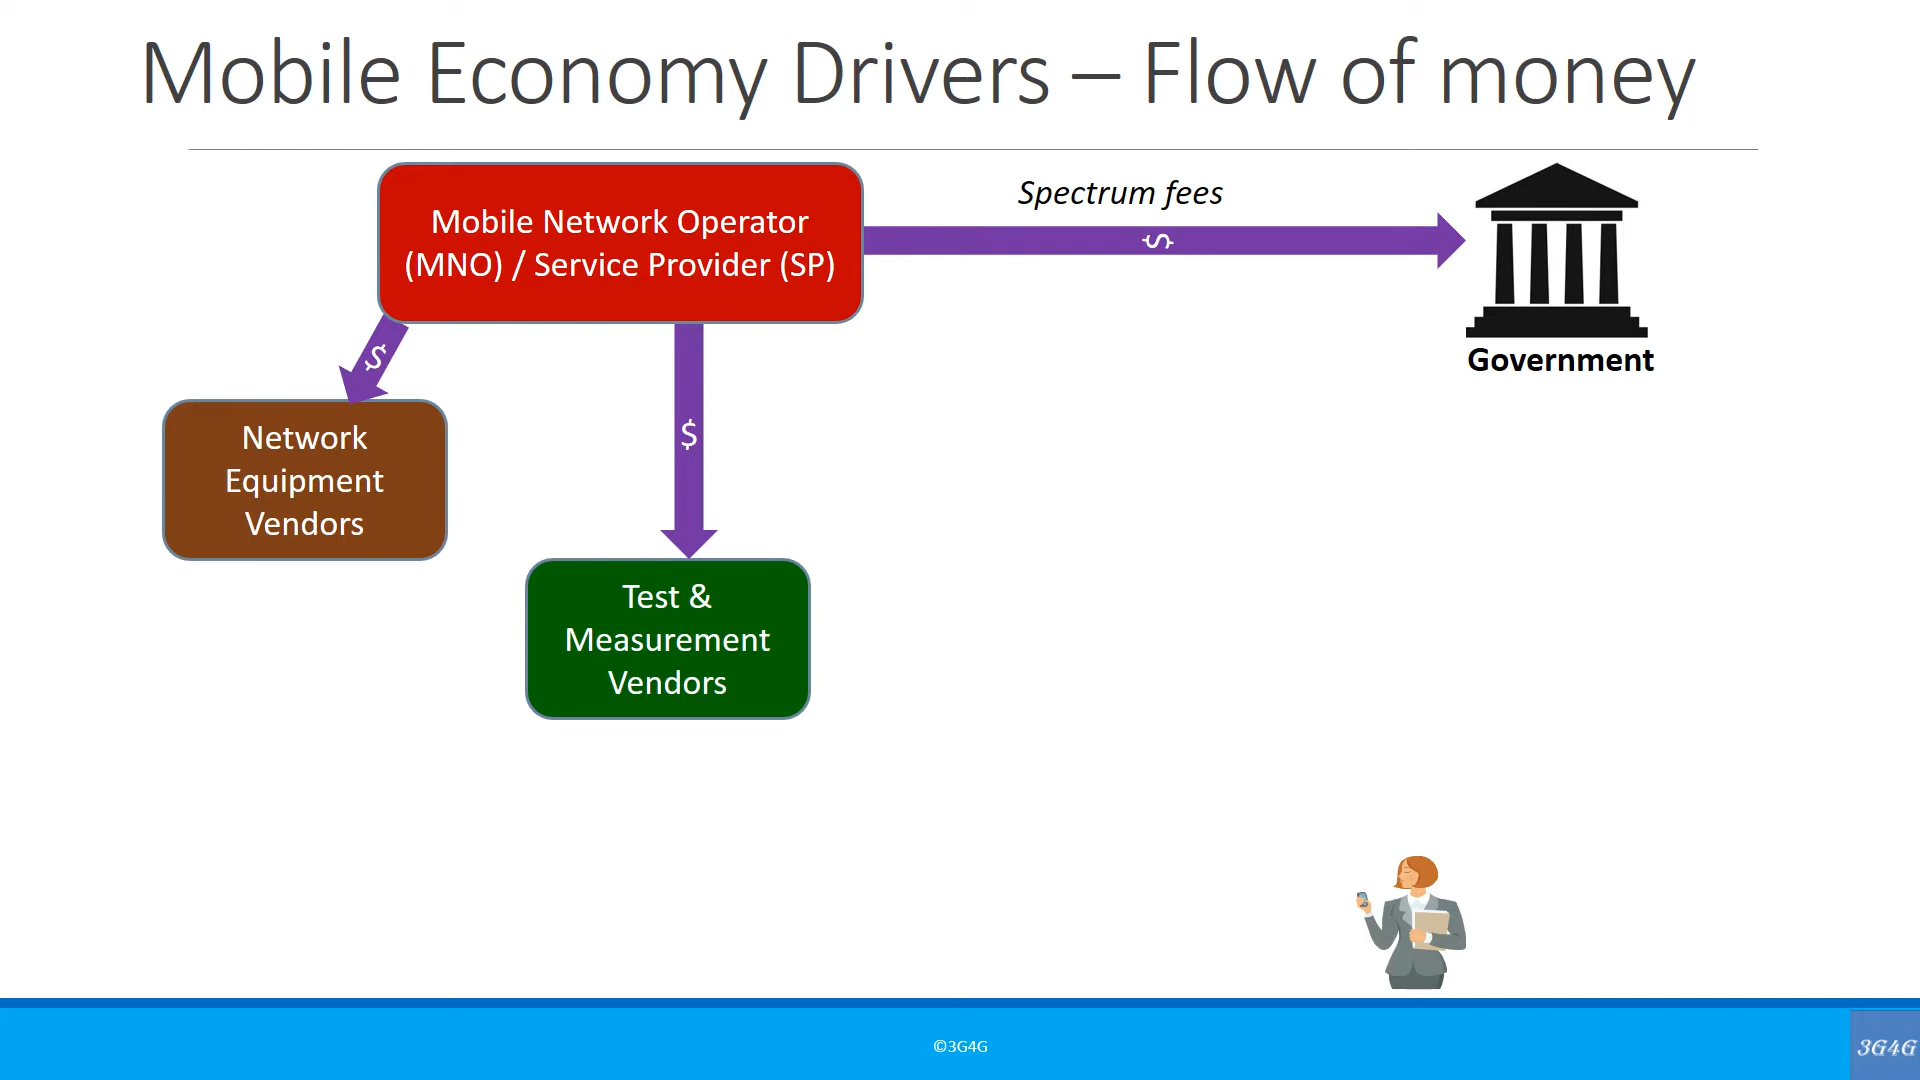 Mobile Economy Drivers – Flow of money
Mobile Network Operator
(MNO) / Service Provider (SP)
Spectrum fees
$
Government
$
Network
Equipment
Vendors
$
Test &
Measurement
Vendors
©3G4G
3G4G